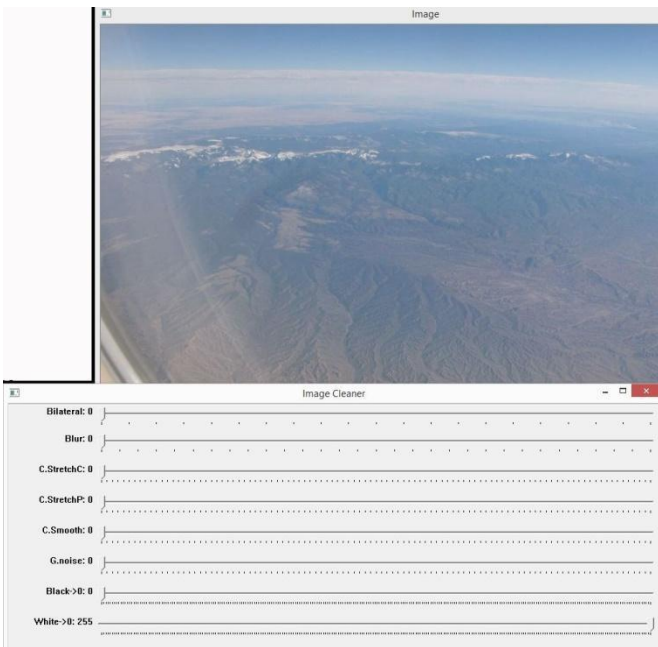 Image
Image Cleaner
Bilateral: 0
Blur: 0
C.StretchC: 0
C.StretchP: 0
C.Smooth: 0
G.noise: 0
Black->0: 0
White->0: 255